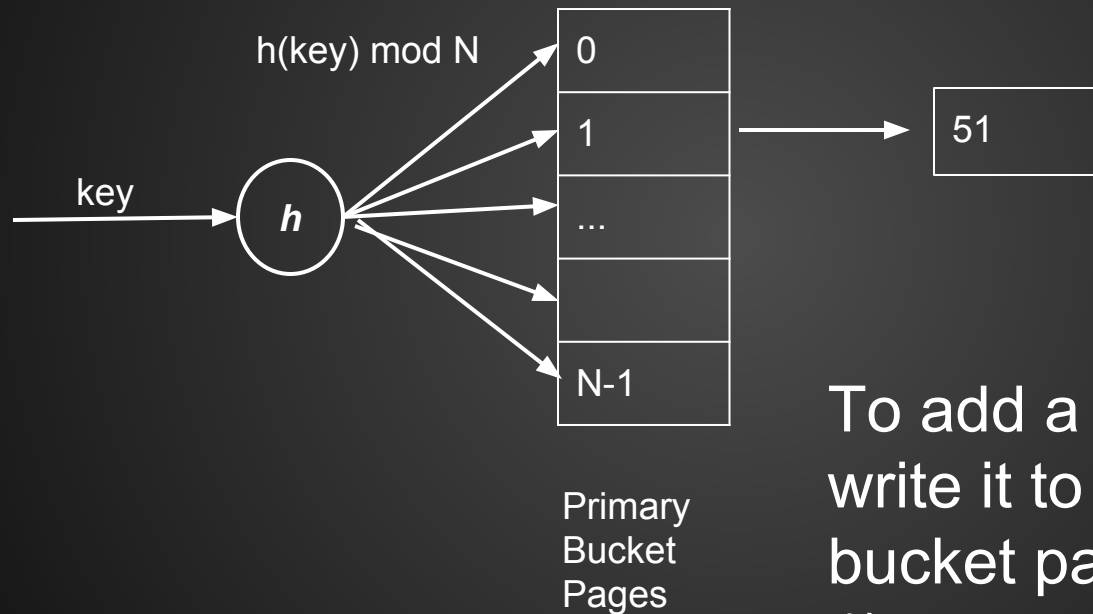 h(key) mod N
key
h
0
1
...
N-1
51
Primary
Bucket
Pages
To add a
write it to
bucket pa